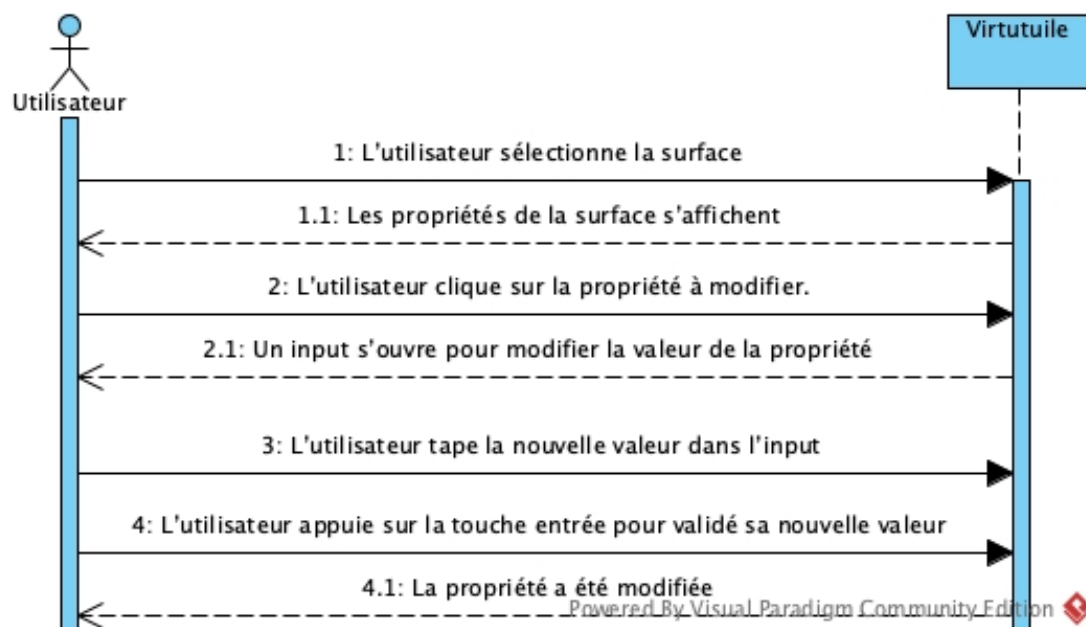 Utilisateur
Virtutuile
1: L'utilisateur sélectionne la surface
1.1: Les propriétés de la surface s'affichent
2: L'utilisateur clique sur la propriété à modifier.
2.1: Un input s'ouvre pour modifier la valeur de la propriété
3: L'utilisateur tape la nouvelle valeur dans l'input
4: L'utilisateur appuie sur la touche entrée pour validé sa nouvelle valeur
4.1: La propriété a été modifiée
Powered By Visual Paradigm Community Edition